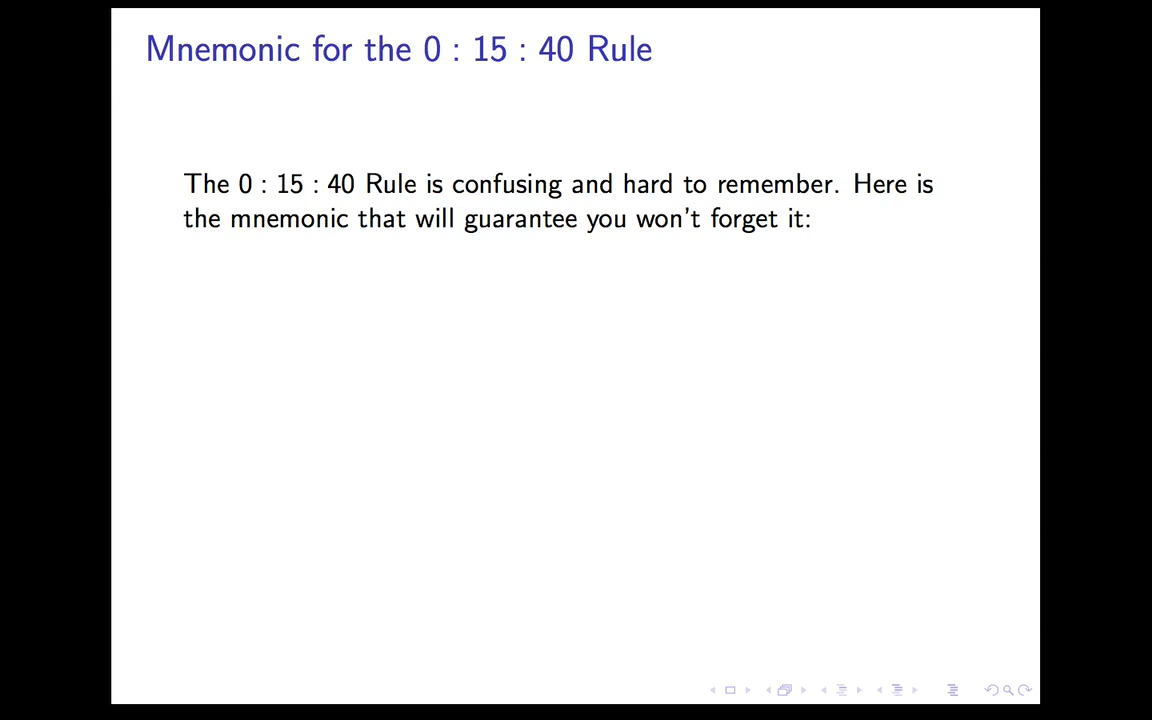 Mnemonic for the 0 : 15 : 40 Rule
The 0 : 15 : 40 Rule is confusing and hard to remember. Here is
the mnemonic that will guarantee you won't forget it: